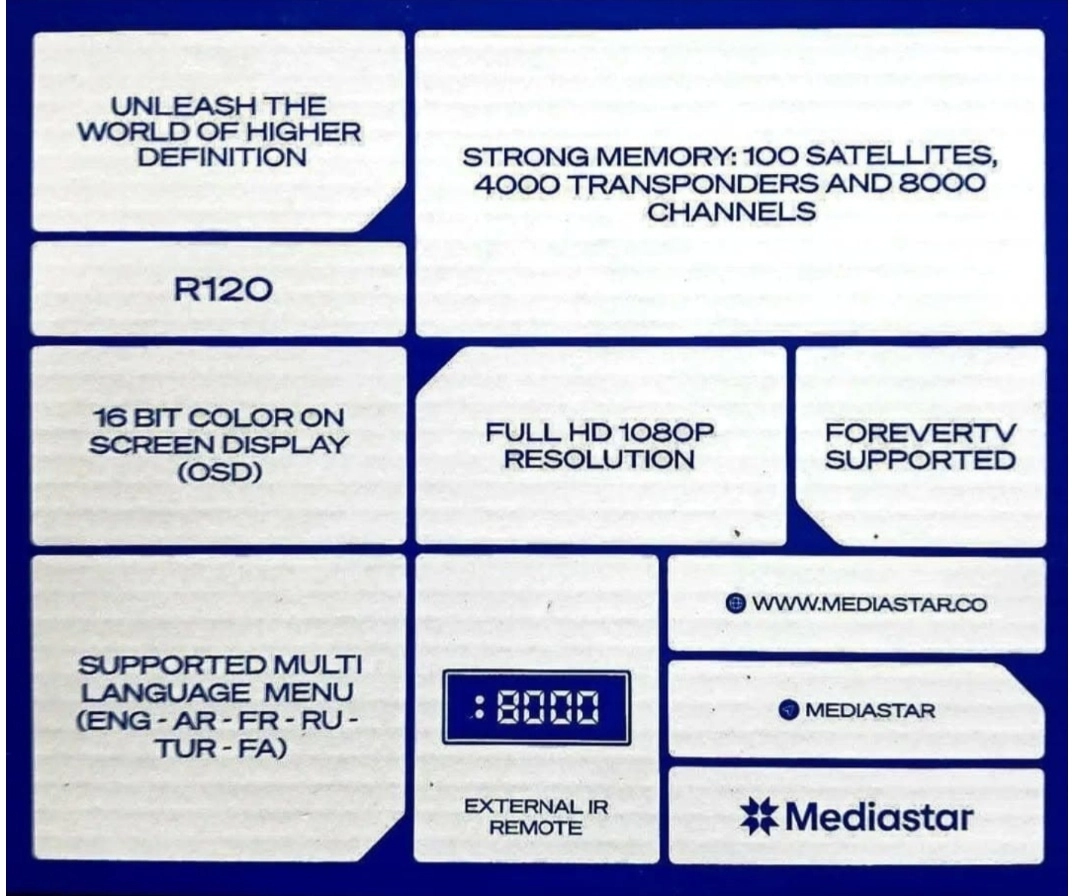 UNLEASH THE
WORLD OF HIGHER
DEFINITION
STRONG MEMORY: 100 SATELLITES,
4000 TRANSPONDERS AND 8000
CHANNELS
R120
16 BIT COLOR ON
SCREEN DISPLAY
(OSD)
FULL HD 1080P
RESOLUTION
FOREVERTV
SUPPORTED
SUPPORTED MULTI
LANGUAGE MENU
(ENG - AR - FR - RU -
TUR - FA)
:8000
EXTERNAL IR
REMOTE
WWW.MEDIASTAR.CO
MEDIASTAR
Mediastar